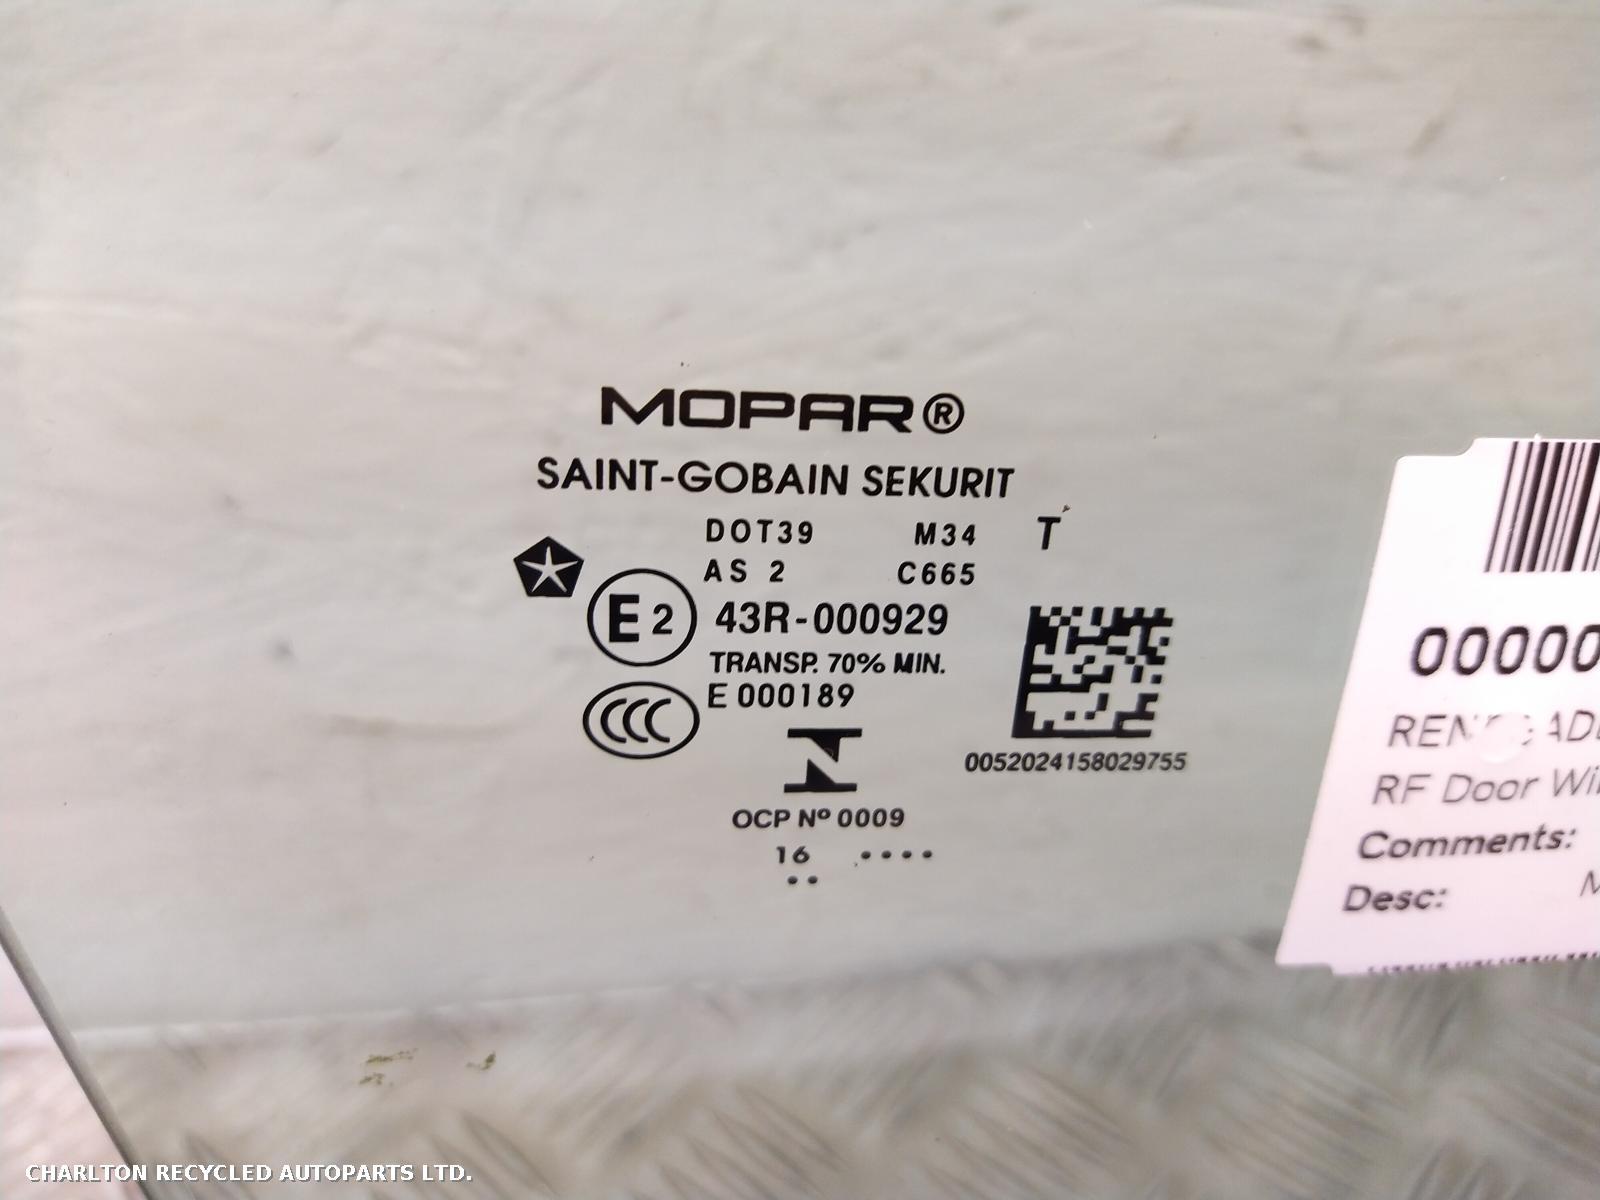 MOPAR®
SAINT-GOBAIN SEKURIT
DOT39 M34 T
AS 2 C665
E2 43R-000929
TRANSP. 70% MIN.
E 000189
CCC
0052024158029755
OCP Nº 0009
16 ....
..
00000
RF Door
Comments:
Desc:
CHARLTON RECYCLED AUTOPARTS LTD.